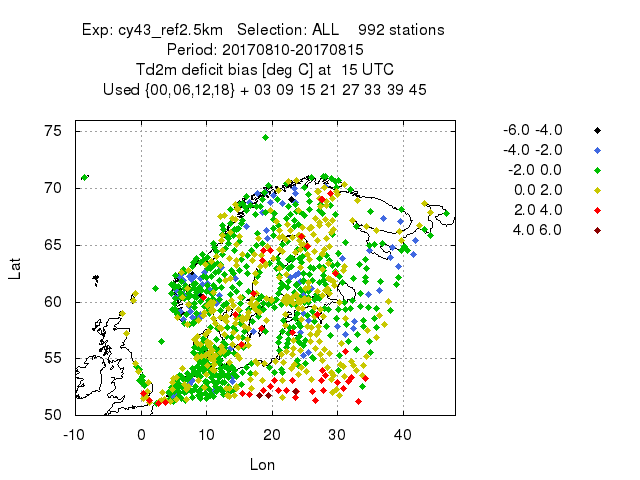 Exp: cy43_ref2.5km   Selection: ALL    992 stations
Period: 20170810-20170815
Td2m deficit bias [deg C] at  15 UTC
Used {00,06,12,18} + 03 09 15 21 27 33 39 45
-6.0 -4.0
-4.0 -2.0
-2.0 0.0
0.0 2.0
2.0 4.0
4.0 6.0
75
70
65
60
55
50
Lat
-10 0 10 20 30 40
Lon